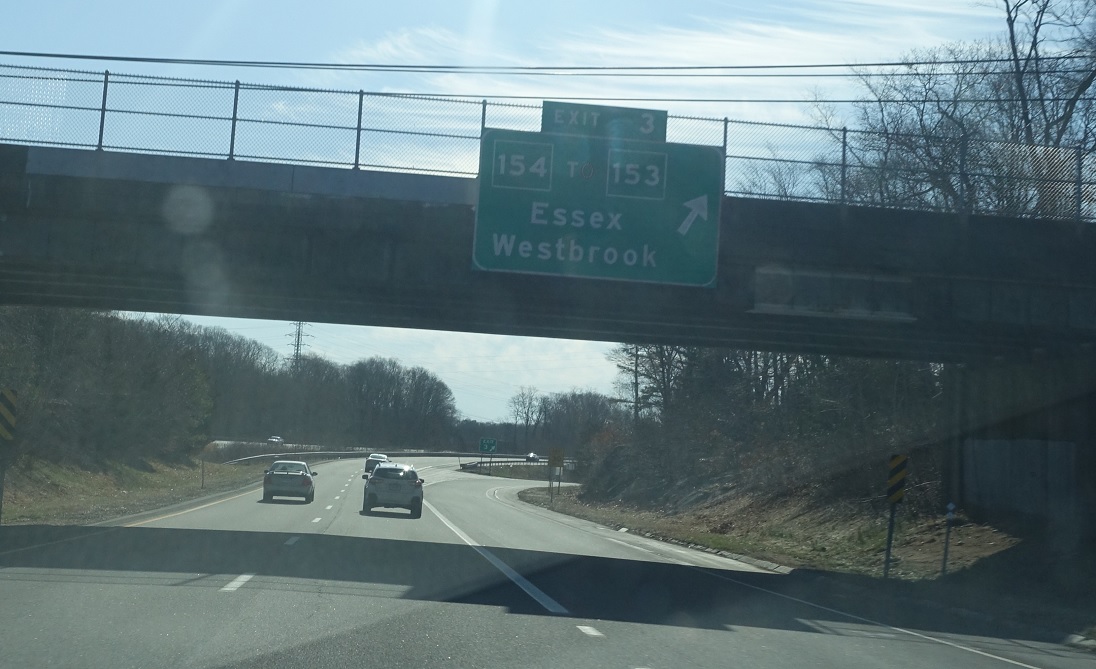 EXIT 3
154 TO 153
Essex
Westbrook